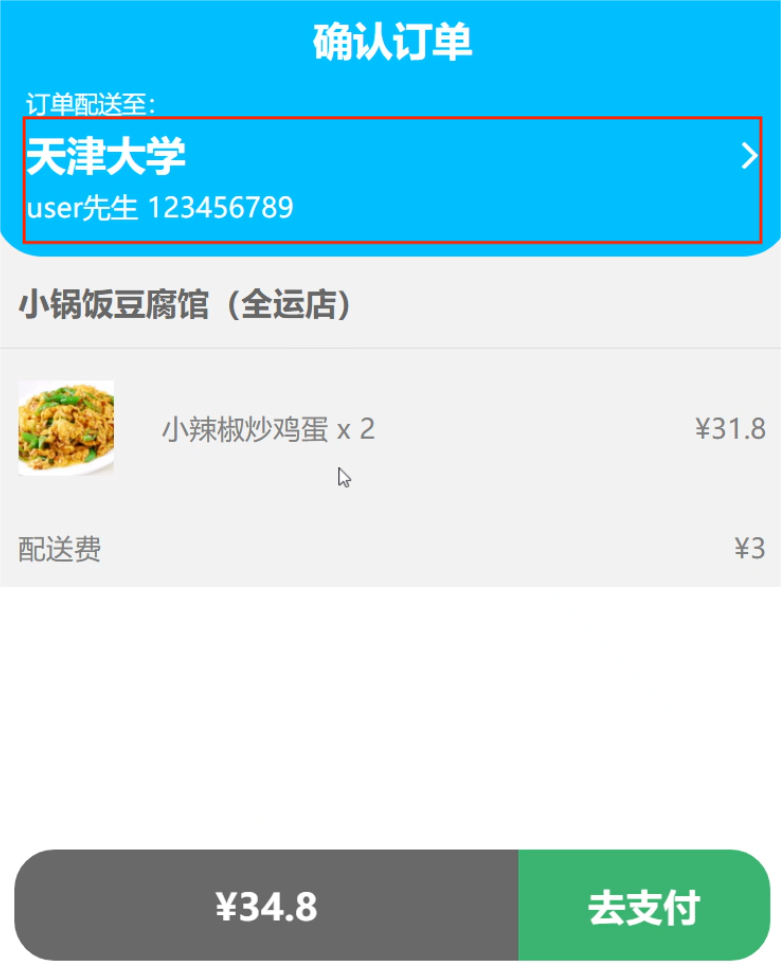 确认订单
订单配送至：
天津大学
user先生 123456789
小锅饭豆腐馆（全运店）
小辣椒炒鸡蛋 x 2 ¥31.8
配送费 ¥3
¥34.8 去支付